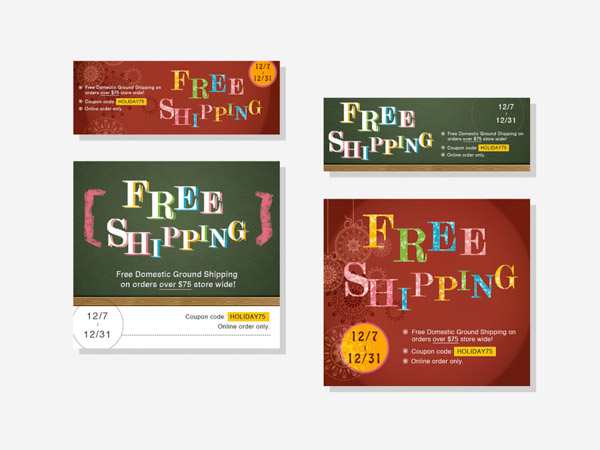 FREE
SHIPPING
12/7
12/31
Free Domestic Ground Shipping on
orders over $75 store wide!
Coupon code: HOLIDAY75
Online order only.
FREE
SHIPPING
12/7
12/31
Free Domestic Ground Shipping on
orders over $75 store wide!
Coupon code: HOLIDAY75
Online order only.
[FREE
SHIPPING]
Free Domestic Ground Shipping
on orders over $75 store wide!
12/7
12/31
Coupon code: HOLIDAY75
Online order only.
FREE
SHIPPING
12/7
12/31
Free Domestic Ground Shipping on
orders over $75 store wide!
Coupon code: HOLIDAY75
Online order only.